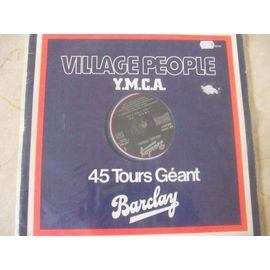 VILLAGE PEOPLE
Y.M.C.A.
45 Tours Géant
Barclay